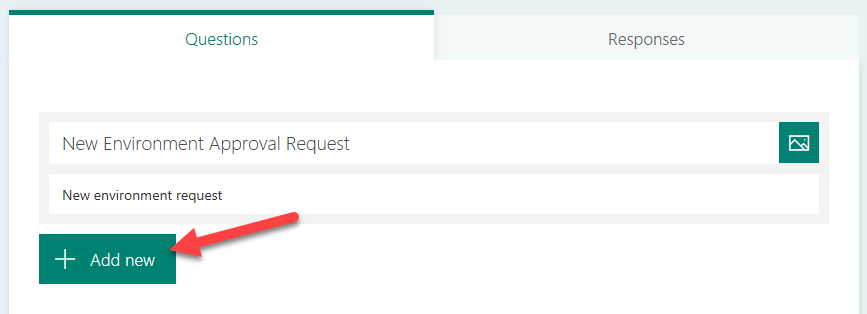 Questions
Responses
New Environment Approval Request
New environment request
Add new